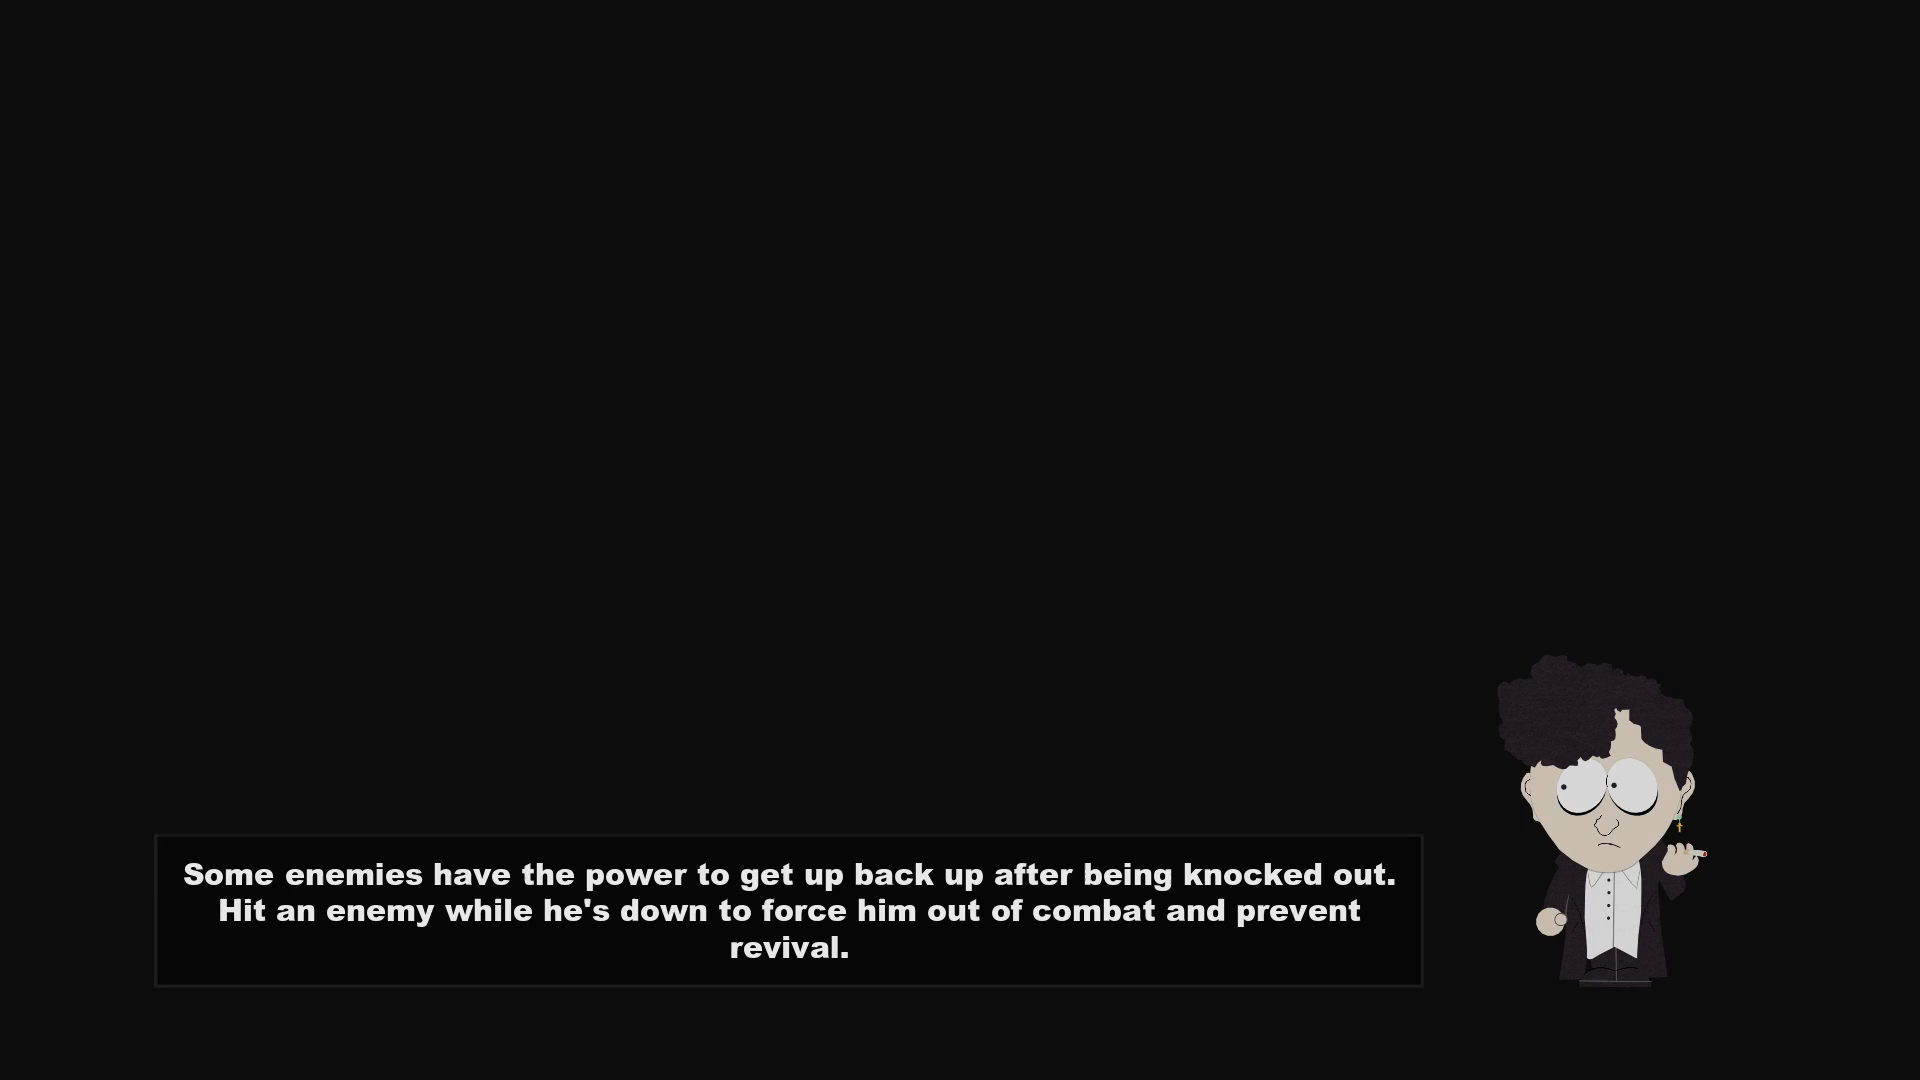 Some enemies have the power to get up back up after being knocked out.
Hit an enemy while he's down to force him out of combat and prevent
revival.